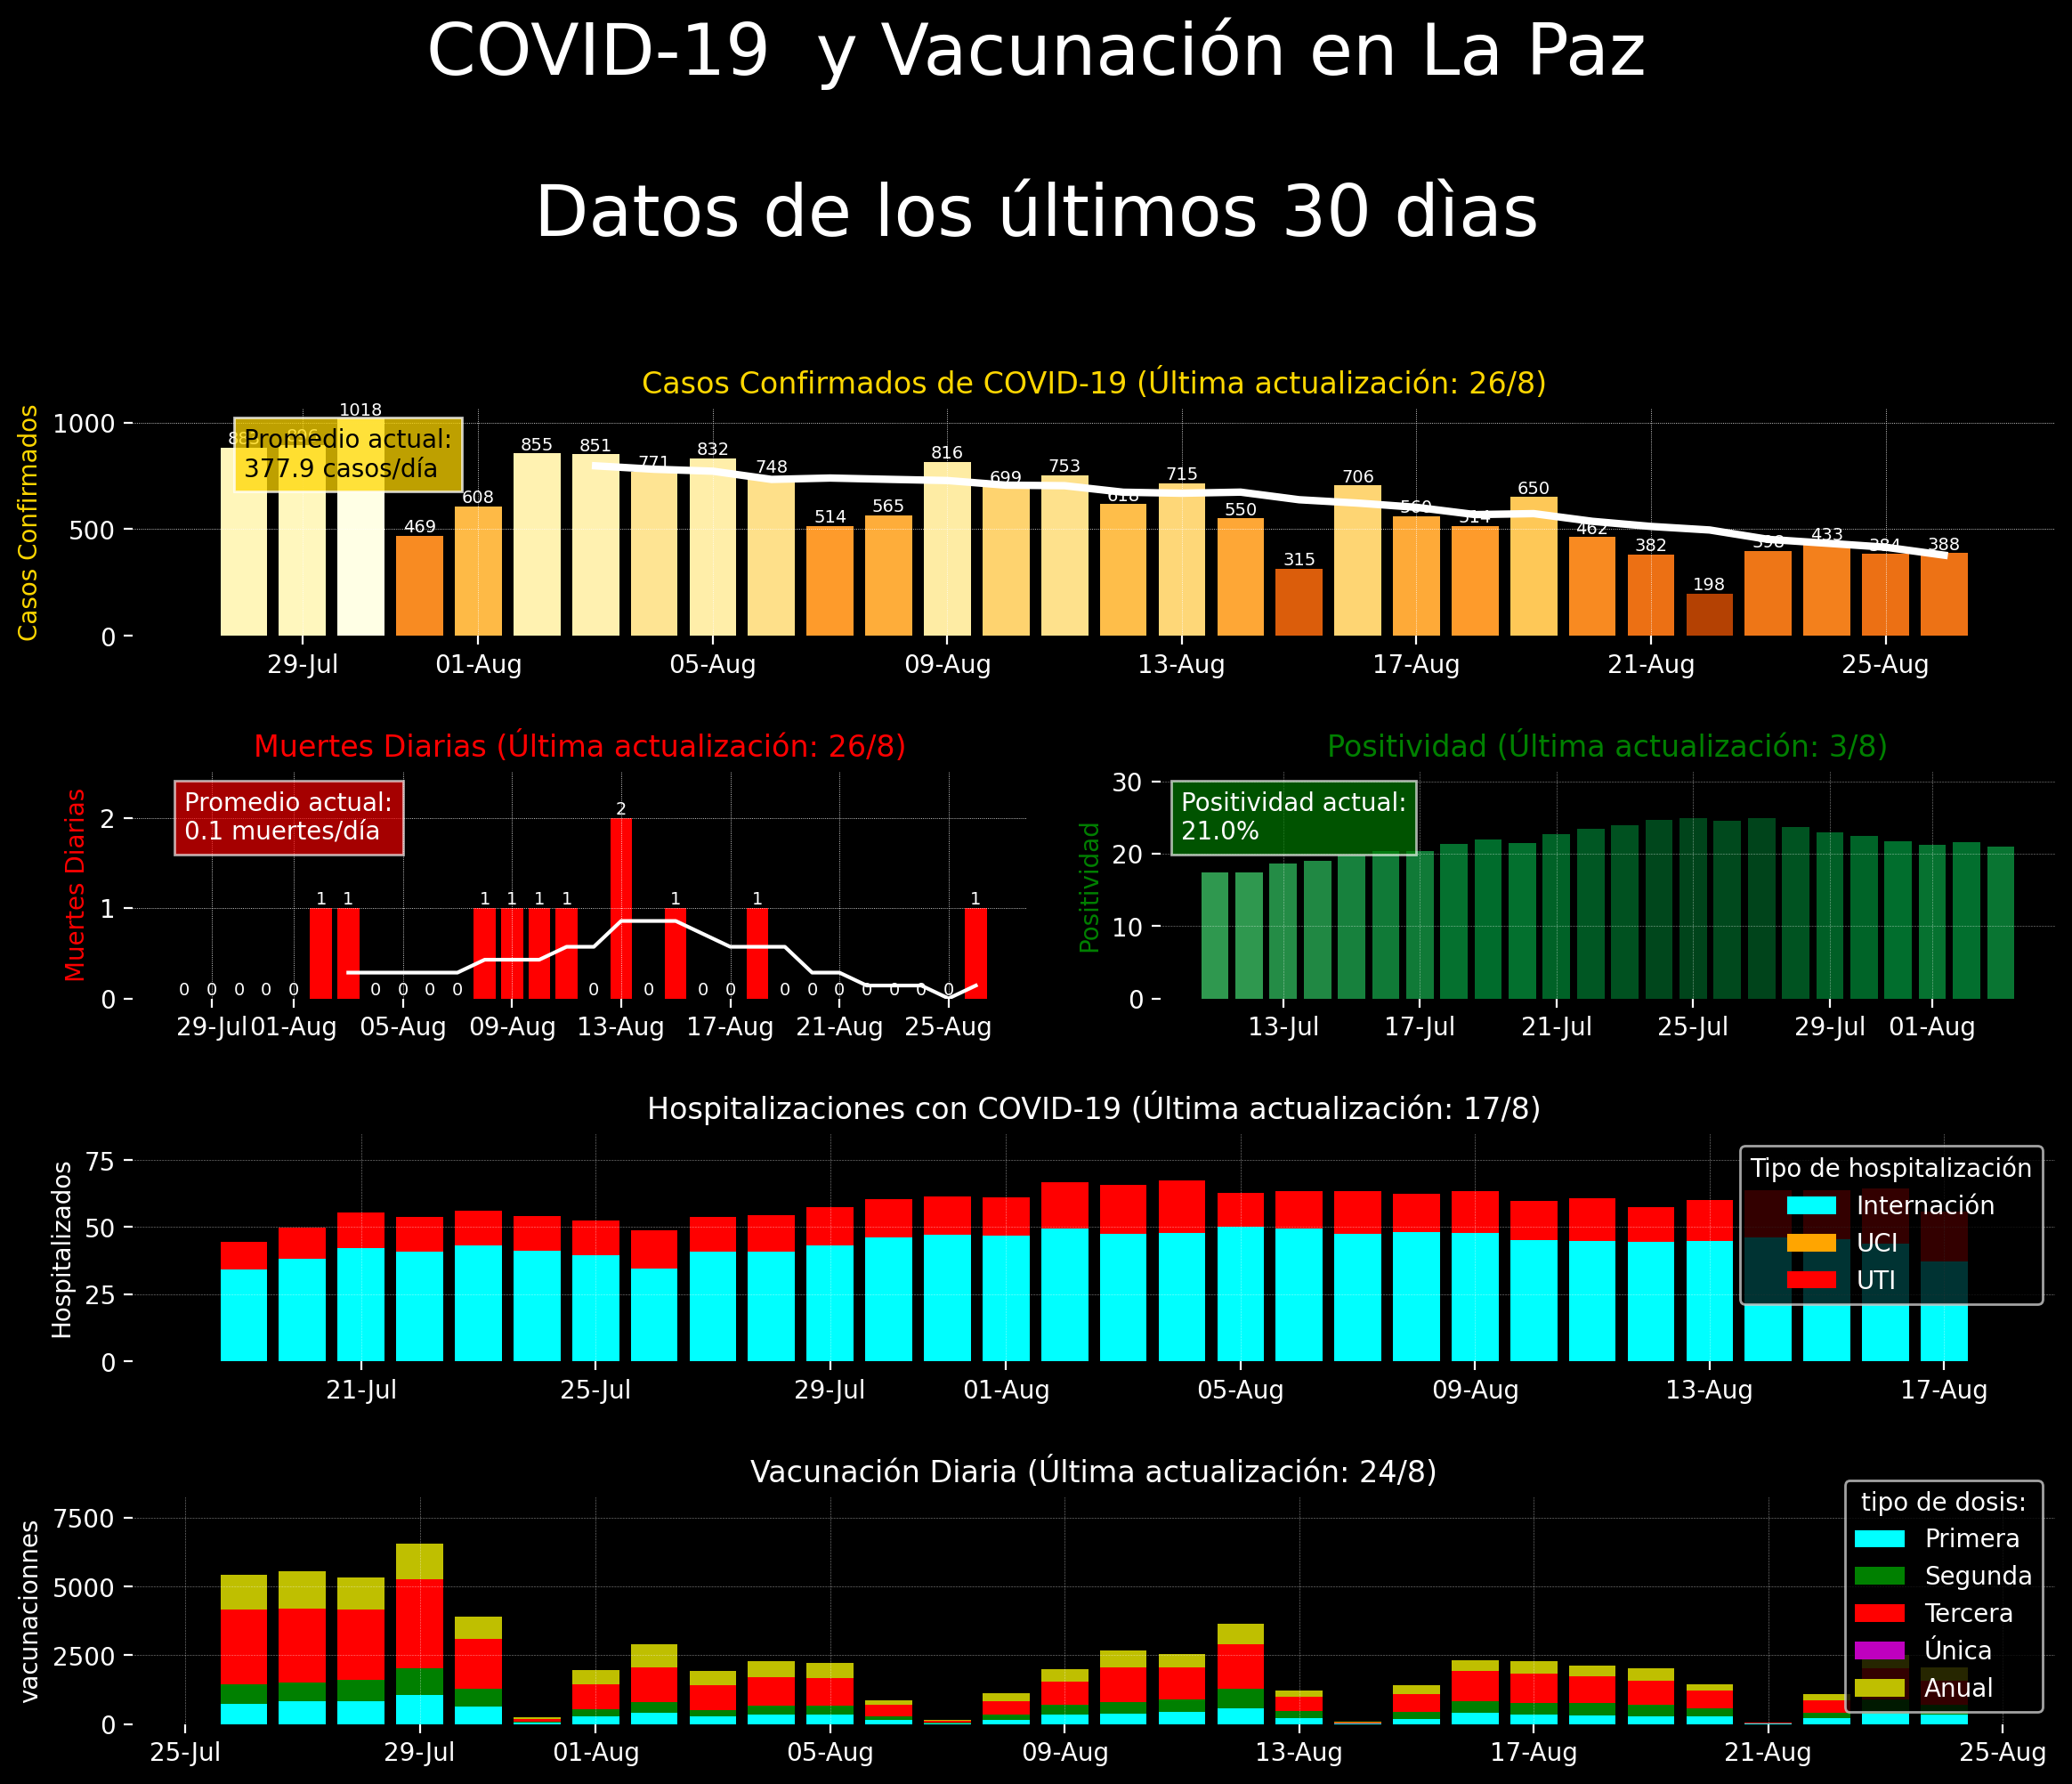 COVID-19  y Vacunación en La Paz
Datos de los últimos 30 dìas
Casos Confirmados de COVID-19 (Última actualización: 26/8)
Casos Confirmados
1000
500
0
Promedio actual:
377.9 casos/día
1018 469 608 855 851 771 832 748 514 565 816 699 753 618 715 550 315 706 560 514 650 462 382 198 398 433 384 388
29-Jul 01-Aug 05-Aug 09-Aug 13-Aug 17-Aug 21-Aug 25-Aug
Muertes Diarias (Última actualización: 26/8)
Muertes Diarias
2
1
0
Promedio actual:
0.1 muertes/día
0 0 0 0 0 1 1 0 0 0 0 1 1 1 1 0 2 0 1 0 0 1 0 0 0 0 0 0 0 1
29-Jul 01-Aug 05-Aug 09-Aug 13-Aug 17-Aug 21-Aug 25-Aug
Positividad (Última actualización: 3/8)
Positividad
30
20
10
0
Positividad actual:
21.0%
13-Jul 17-Jul 21-Jul 25-Jul 29-Jul 01-Aug
Hospitalizaciones con COVID-19 (Última actualización: 17/8)
Hospitalizados
75
50
25
0
Tipo de hospitalización
Internación
UCI
UTI
21-Jul 25-Jul 29-Jul 01-Aug 05-Aug 09-Aug 13-Aug 17-Aug
Vacunación Diaria (Última actualización: 24/8)
vacunaciones
7500
5000
2500
0
tipo de dosis:
Primera
Segunda
Tercera
Única
Anual
25-Jul 29-Jul 01-Aug 05-Aug 09-Aug 13-Aug 17-Aug 21-Aug 25-Aug